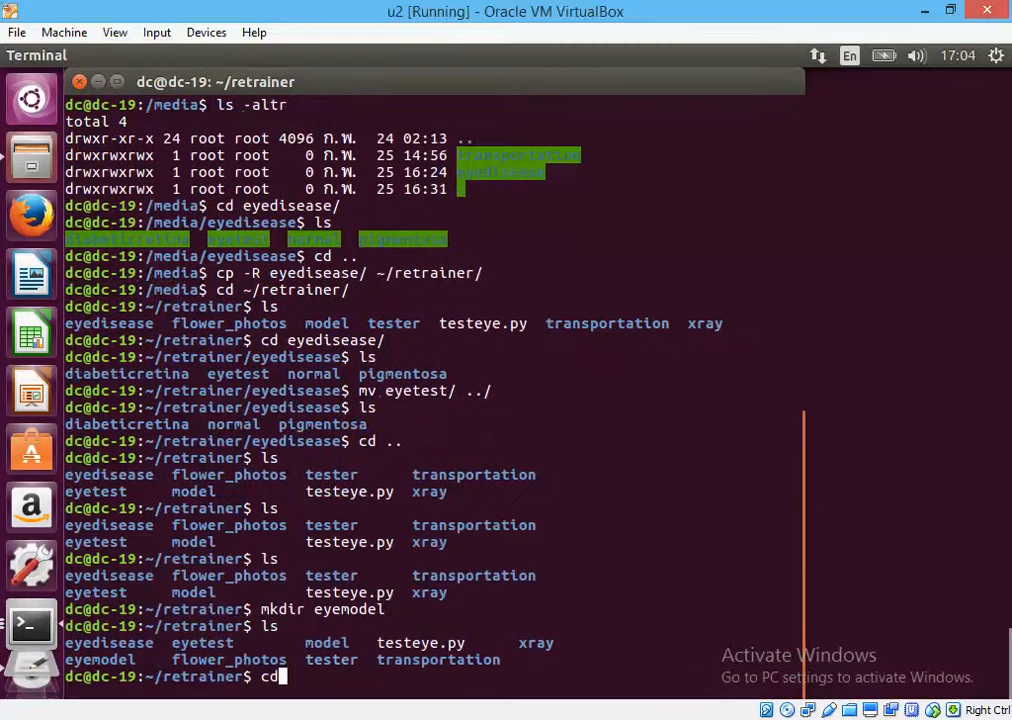 u2 [Running] - Oracle VM VirtualBox
File Machine View Input Devices Help
Terminal En 17:04
dc@dc-19: ~/retrainer
dc@dc-19:/media$ ls -altr
total 4
drwxr-xr-x 24 root root 4096 ก.พ. 24 02:13 ..
drwxrwxrwx 1 root root 0 ก.พ. 25 14:56 transportation
drwxrwxrwx 1 root root 0 ก.พ. 25 16:24 eyedisease
drwxrwxrwx 1 root root 0 ก.พ. 25 16:31 .
dc@dc-19:/media$ cd eyedisease/
dc@dc-19:/media/eyedisease$ ls
diabeticretina eyetest normal pigmentosa
dc@dc-19:/media/eyedisease$ cd ..
dc@dc-19:/media$ cp -R eyedisease/ ~/retrainer/
dc@dc-19:/media$ cd ~/retrainer/
dc@dc-19:~/retrainer$ ls
eyedisease flower_photos model tester testeye.py transportation xray
dc@dc-19:~/retrainer$ cd eyedisease/
dc@dc-19:~/retrainer/eyedisease$ ls
diabeticretina eyetest normal pigmentosa
dc@dc-19:~/retrainer/eyedisease$ mv eyetest/ ../
dc@dc-19:~/retrainer/eyedisease$ ls
diabeticretina normal pigmentosa
dc@dc-19:~/retrainer/eyedisease$ cd ..
dc@dc-19:~/retrainer$ ls
eyedisease flower_photos tester transportation
eyetest model testeye.py xray
dc@dc-19:~/retrainer$ ls
eyedisease flower_photos tester transportation
eyetest model testeye.py xray
dc@dc-19:~/retrainer$ ls
eyedisease flower_photos tester transportation
eyetest model testeye.py xray
dc@dc-19:~/retrainer$ mkdir eyemodel
dc@dc-19:~/retrainer$ ls
eyedisease eyetest model testeye.py xray
eyemodel flower_photos tester transportation
dc@dc-19:~/retrainer$ cd
Activate Windows
Go to PC settings to activate Windows.
Right Ctrl